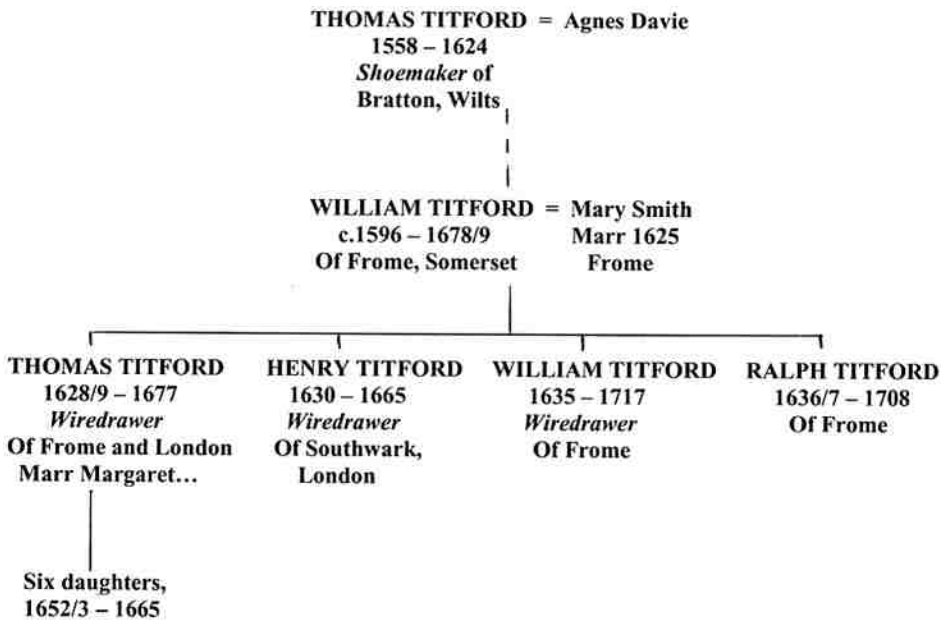 THOMAS TITFORD = Agnes Davie
1558 – 1624
Shoemaker of
Bratton, Wilts
WILLIAM TITFORD = Mary Smith
c.1596 – 1678/9 Marr 1625
Of Frome, Somerset Frome
THOMAS TITFORD
1628/9 – 1677
Wiredrawer
Of Frome and London
Marr Margaret…
HENRY TITFORD
1630 – 1665
Wiredrawer
Of Southwark,
London
WILLIAM TITFORD
1635 – 1717
Wiredrawer
Of Frome
RALPH TITFORD
1636/7 – 1708
Of Frome
Six daughters,
1652/3 – 1665